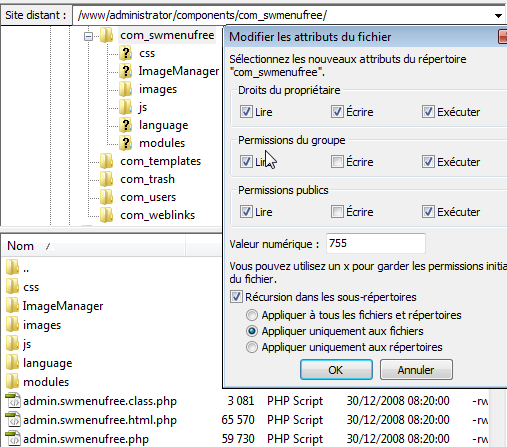 Site distant : /www/administrator/components/com_swmenufree/
com_swmenufree
css
ImageManager
images
js
language
modules
com_templates
com_trash
com_users
com_weblinks
Modifier les attributs du fichier
Sélectionnez les nouveaux attributs du répertoire
"com_swmenufree".
Droits du propriétaire
Lire Écrire Exécuter
Permissions du groupe
Lire Écrire Exécuter
Permissions publics
Lire Écrire Exécuter
Valeur numérique : 755
Vous pouvez utilisez un x pour garder les permissions initia
du fichier.
Récursion dans les sous-répertoires
Appliquer à tous les fichiers et répertoires
Appliquer uniquement aux fichiers
Appliquer uniquement aux répertoires
OK Annuler
Nom
..
css
ImageManager
images
js
language
modules
admin.swmenufree.class.php 3 081 PHP Script 30/12/2008 08:20:00 -rw
admin.swmenufree.html.php 65 570 PHP Script 30/12/2008 08:20:00 -rw
admin.swmenufree.php 59 730 PHP Script 30/12/2008 08:20:00 -rw